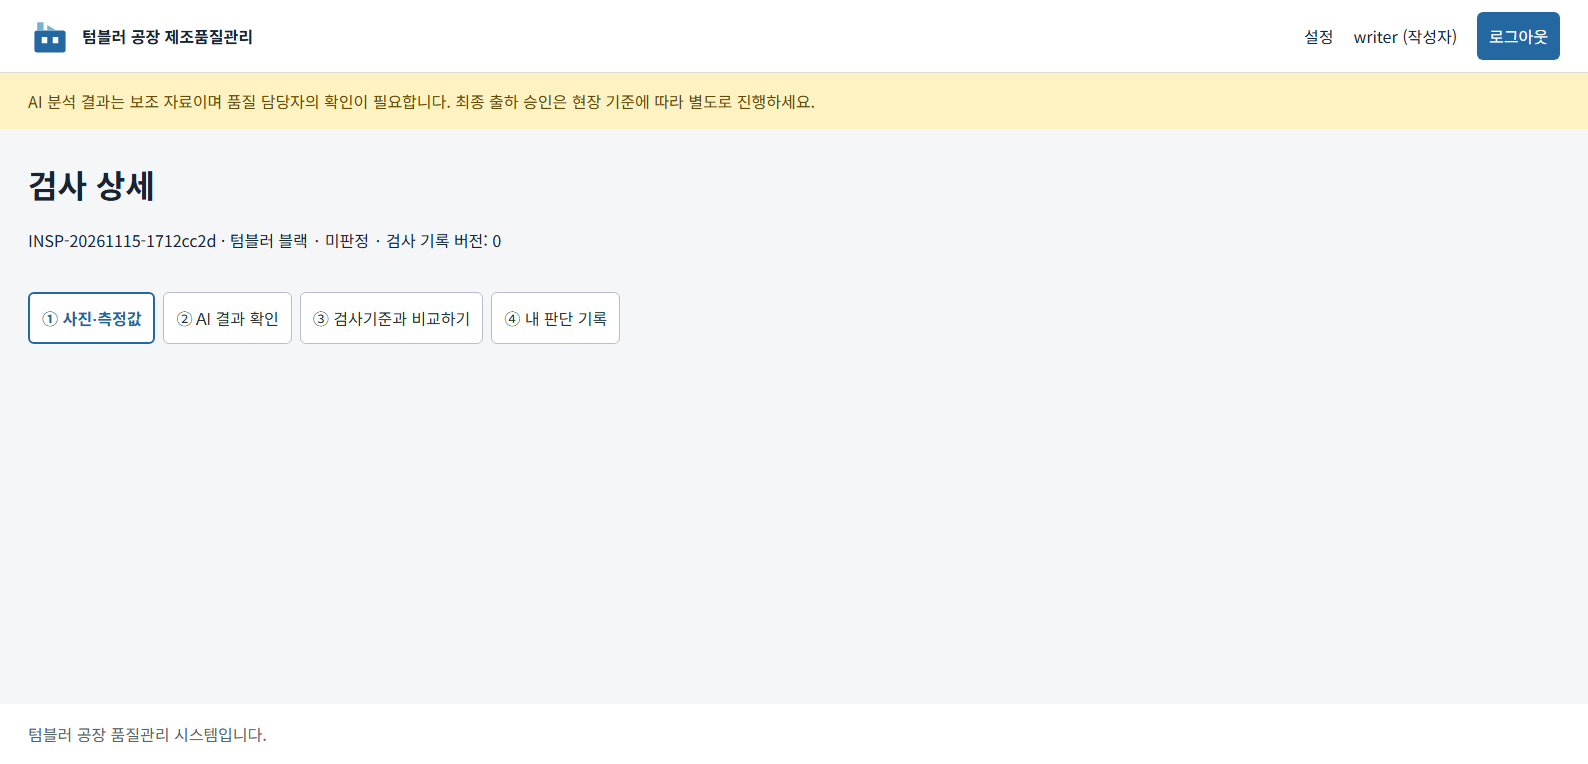 텀블러 공장 제조품질관리
설정 writer (작성자) 로그아웃
AI 분석 결과는 보조 자료이며 품질 담당자의 확인이 필요합니다. 최종 출하 승인은 현장 기준에 따라 별도로 진행하세요.
검사 상세
INSP-20261115-1712cc2d · 텀블러 블랙 · 미판정 · 검사 기록 버전: 0
① 사진·측정값 ② AI 결과 확인 ③ 검사기준과 비교하기 ④ 내 판단 기록
텀블러 공장 품질관리 시스템입니다.